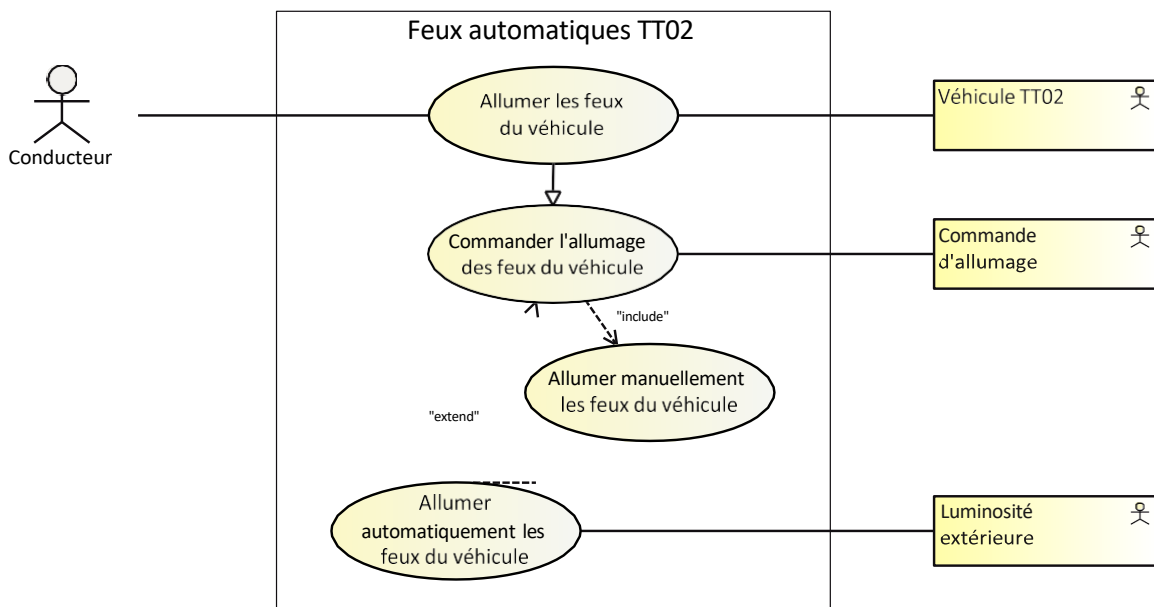 Feux automatiques TT02
Conducteur
Allumer les feux
du véhicule
Véhicule TT02
Commander l'allumage
des feux du véhicule
Commande
d'allumage
"include"
Allumer manuellement
les feux du véhicule
"extend"
Allumer
automatiquement les
feux du véhicule
Luminosité
extérieure